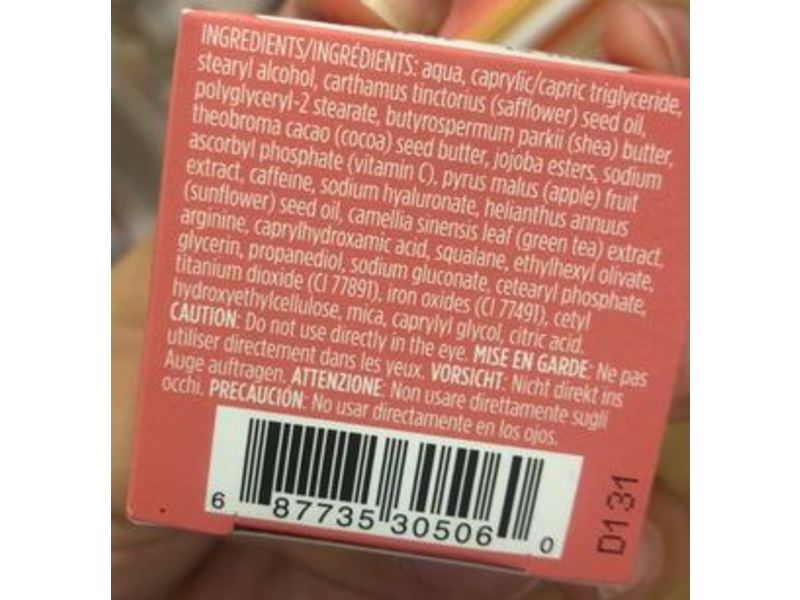 INGREDIENTS/INGRÉDIENTS: aqua, caprylic/capric triglyceride,
stearyl alcohol, carthamus tinctorius (safflower) seed oil,
polyglyceryl-2 stearate, butyrospermum parkii (shea) butter,
theobroma cacao (cocoa) seed butter, jojoba esters, sodium
ascorbyl phosphate (vitamin C), pyrus malus (apple) fruit
extract, caffeine, sodium hyaluronate, helianthus annuus
(sunflower) seed oil, camellia sinensis leaf (green tea) extract,
arginine, caprylhydroxamic acid, squalane, ethylhexyl olivate,
glycerin, propanediol, sodium gluconate, cetearyl phosphate,
titanium dioxide (CI 77891), iron oxides (CI 77491), cetyl
hydroxyethylcellulose, mica, caprylyl glycol, citric acid.
CAUTION: Do not use directly in the eye. MISE EN GARDE: Ne pas
utiliser directement dans les yeux. VORSICHT: Nicht direkt ins
Auge auftragen. ATTENZIONE: Non usare direttamente sugli
occhi. PRECAUCIÓN: No usar directamente en los ojos.
6 87735 30506 0
D131